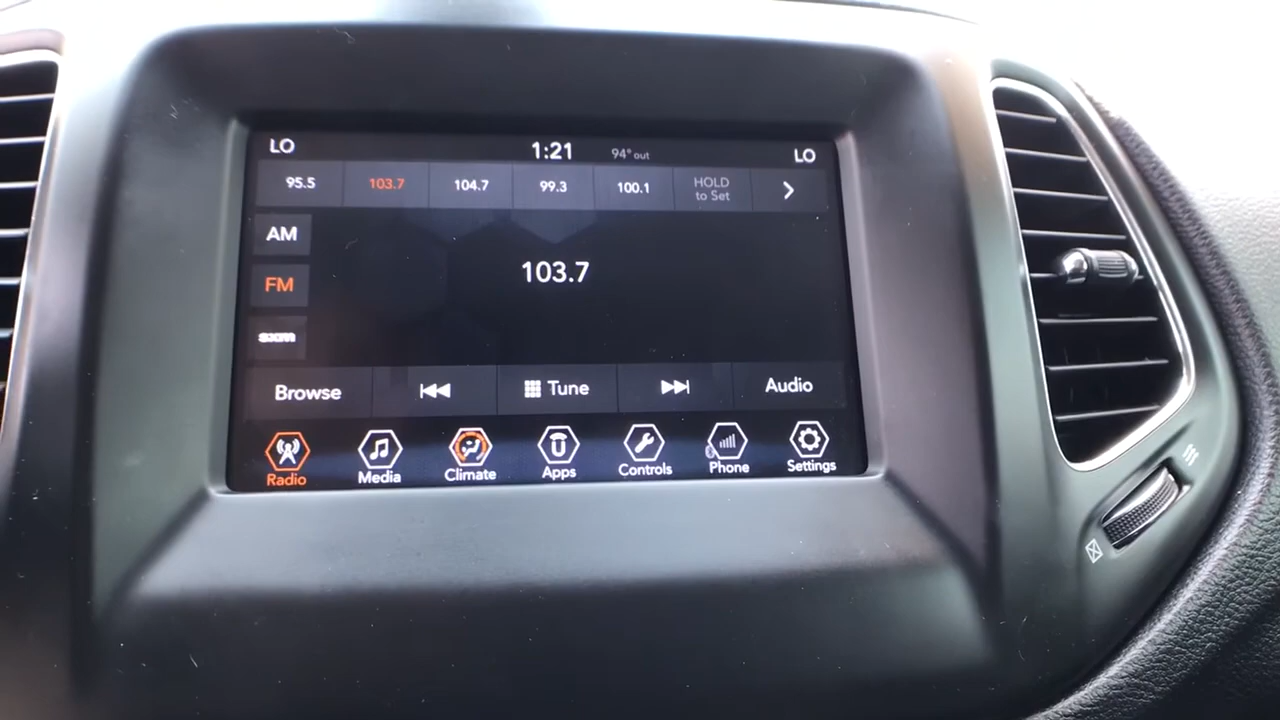 LO 1:21 94° out LO
95.5 103.7 104.7 99.3 100.1 HOLD to Set
AM
103.7
FM
sxm
Browse Tune Audio
Radio Media Climate Apps Controls Phone Settings